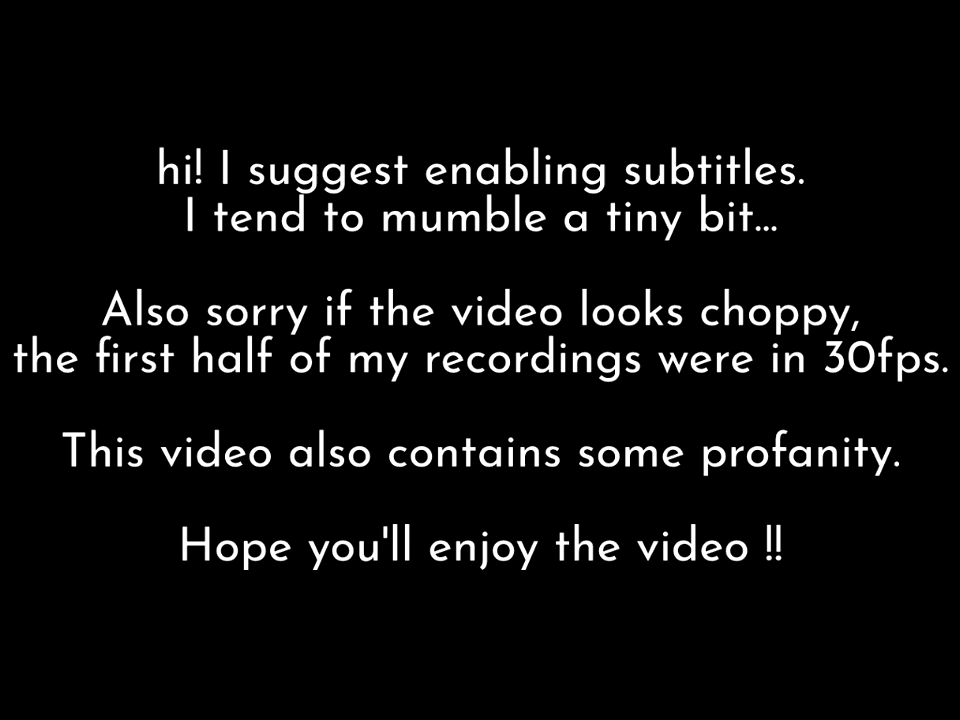 hi! I suggest enabling subtitles.
I tend to mumble a tiny bit...
Also sorry if the video looks choppy,
the first half of my recordings were in 30fps.
This video also contains some profanity.
Hope you'll enjoy the video !!